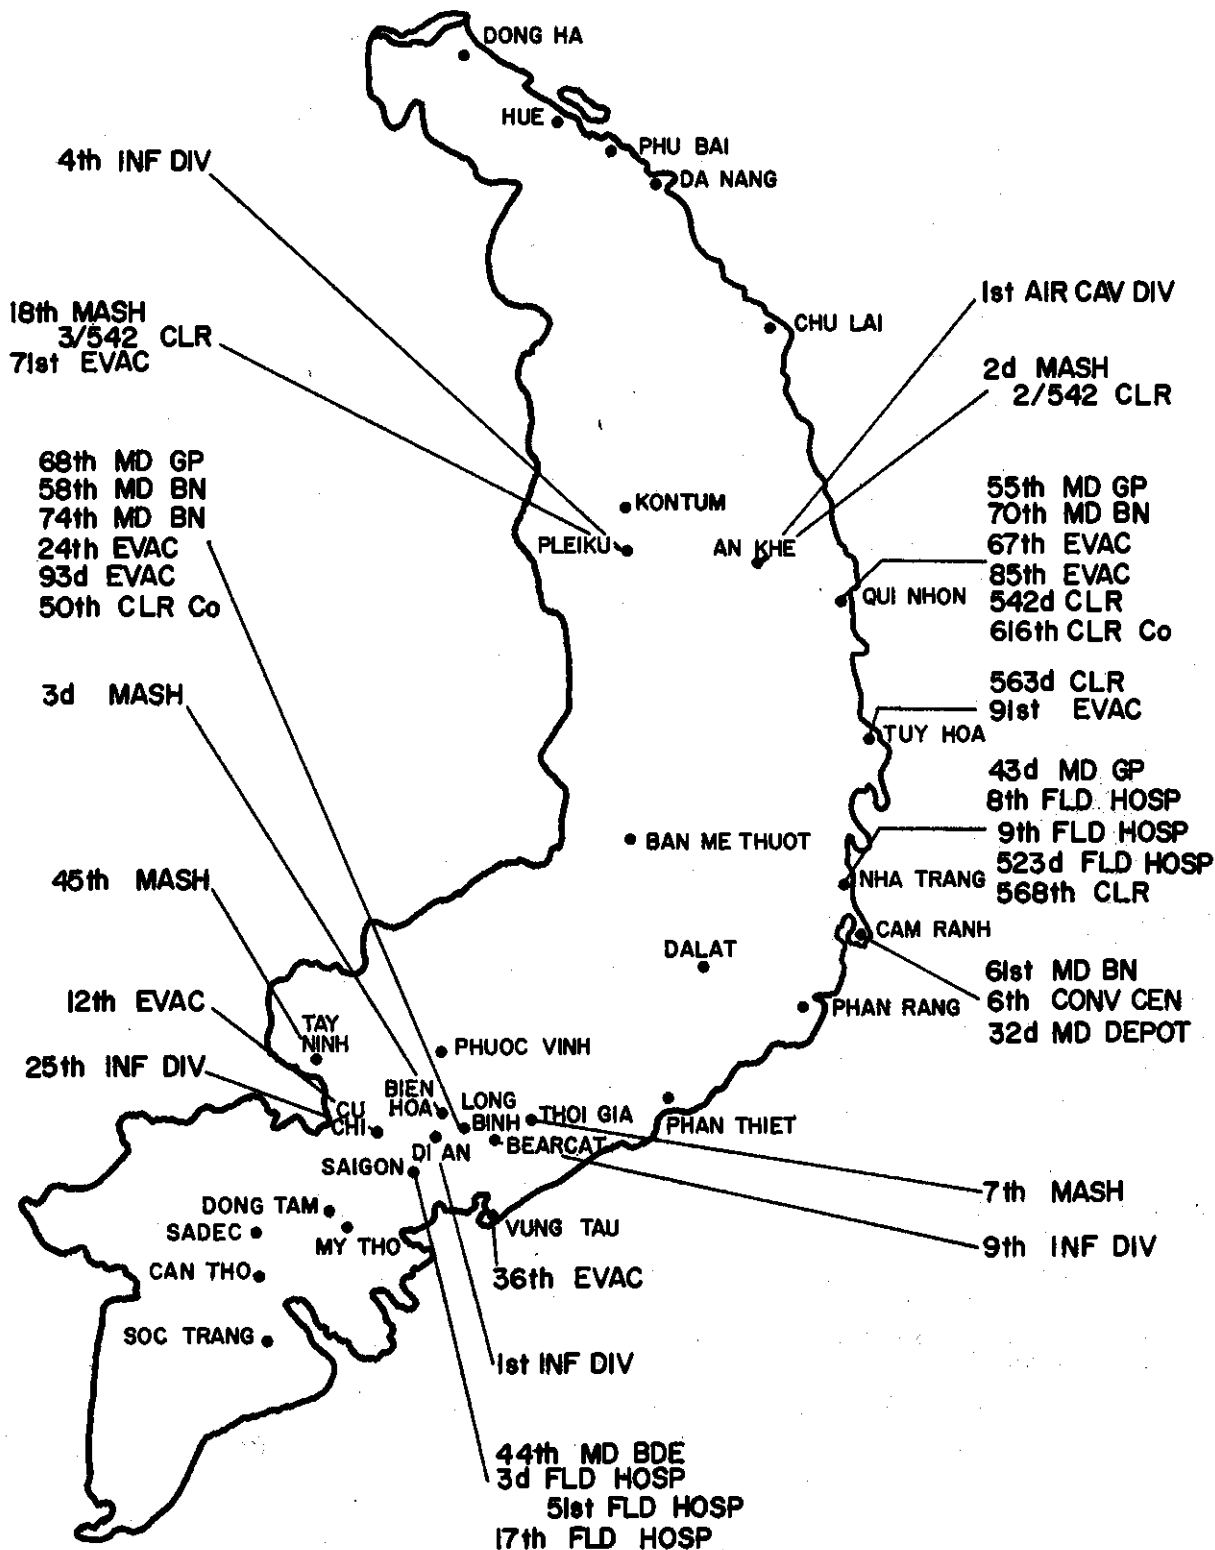 DONG HA
HUE
PHU BAI
DA NANG
4th INF DIV
18th MASH
3/542 CLR
71st EVAC
1st AIR CAV DIV
CHU LAI
2d MASH
2/542 CLR
68th MD GP
58th MD BN
74th MD BN
24th EVAC
93d EVAC
50th CLR Co
KONTUM
PLEIKU
AN KHE
55th MD GP
70th MD BN
67th EVAC
85th EVAC
542d CLR
616th CLR Co
QUI NHON
3d MASH
563d CLR
91st EVAC
TUY HOA
43d MD GP
8th FLD HOSP
9th FLD HOSP
523d FLD HOSP
568th CLR
BAN ME THUOT
NHA TRANG
45th MASH
CAM RANH
DALAT
61st MD BN
6th CONV CEN
32d MD DEPOT
PHAN RANG
12th EVAC
TAY
NINH
PHUOC VINH
25th INF DIV
CU
CHI
BIEN
HOA
LONG
BINH
THOI GIA
PHAN THIET
DI AN
BEARCAT
SAIGON
7th MASH
DONG TAM
SADEC
MY THO
VUNG TAU
9th INF DIV
CAN THO
36th EVAC
SOC TRANG
1st INF DIV
44th MD BDE
3d FLD HOSP
51st FLD HOSP
17th FLD HOSP